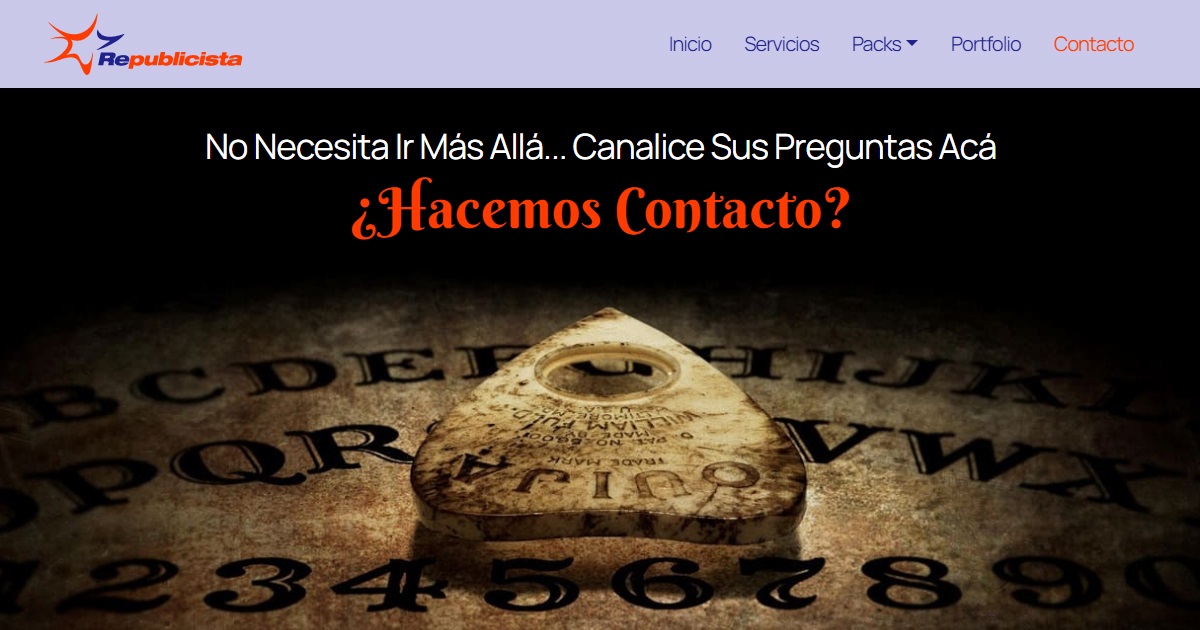 Republicista
Inicio Servicios Packs Portfolio Contacto
No Necesita Ir Más Allá... Canalice Sus Preguntas Acá
¿Hacemos Contacto?
B C D E F H I J K L
P Q R V W X
OUIJA
TRADE MARK
WILLIAM FULD
1 2 3 4 5 6 7 8 9 0